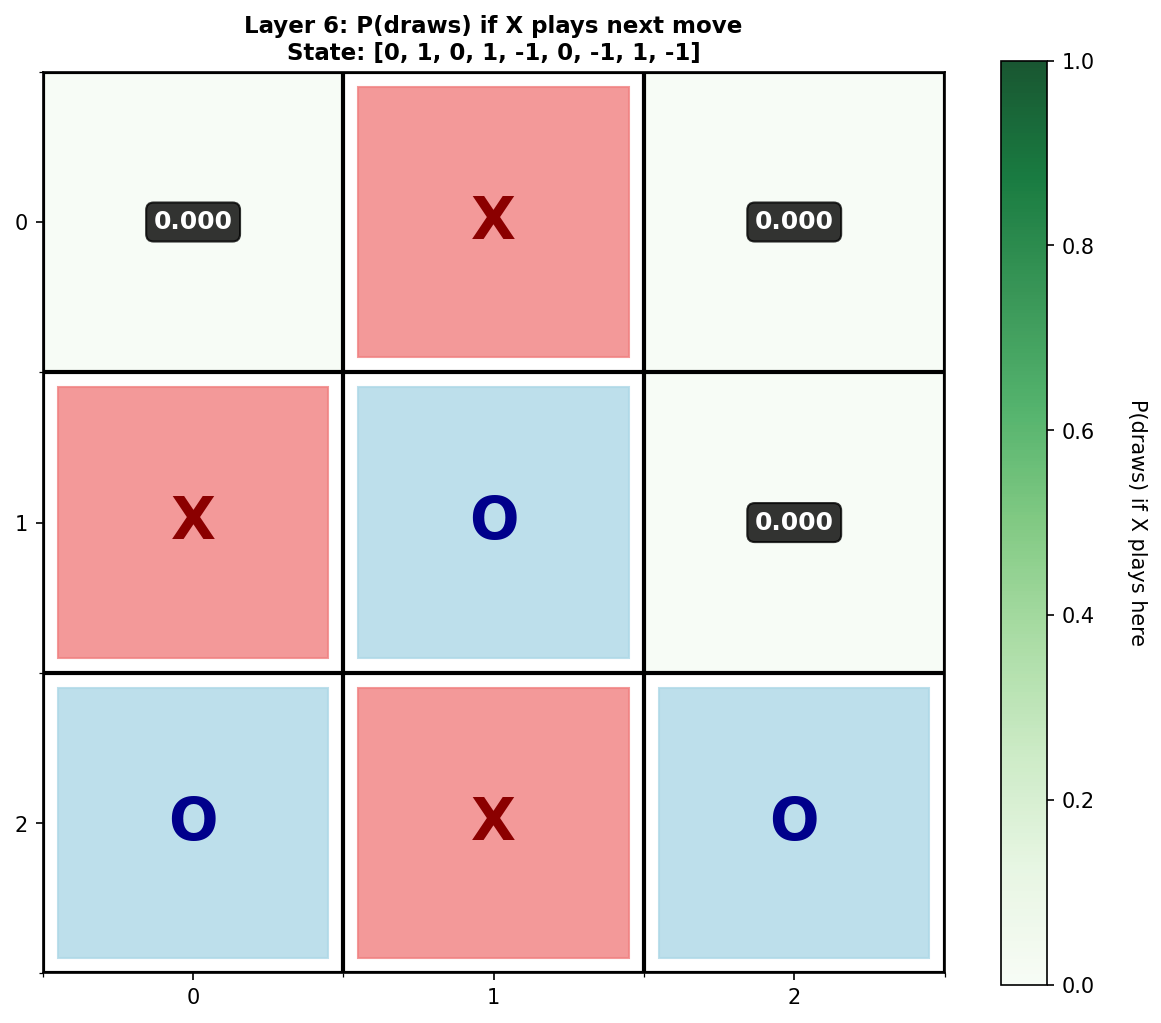 Layer 6: P(draws) if X plays next move
State: [0, 1, 0, 1, -1, 0, -1, 1, -1]
0.000 X 0.000
X O 0.000
O X O
0
1
2
0 1 2
1.0
0.8
0.6
0.4
0.2
0.0
P(draws) if X plays here